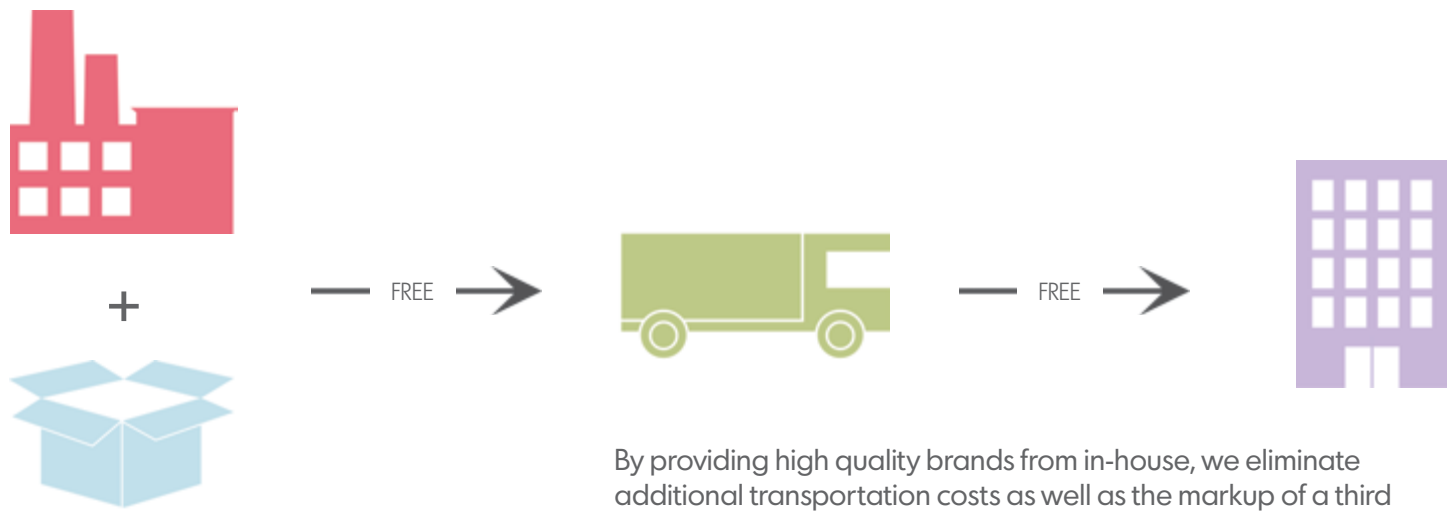 +
FREE
FREE
By providing high quality brands from in-house, we eliminate
additional transportation costs as well as the markup of a third